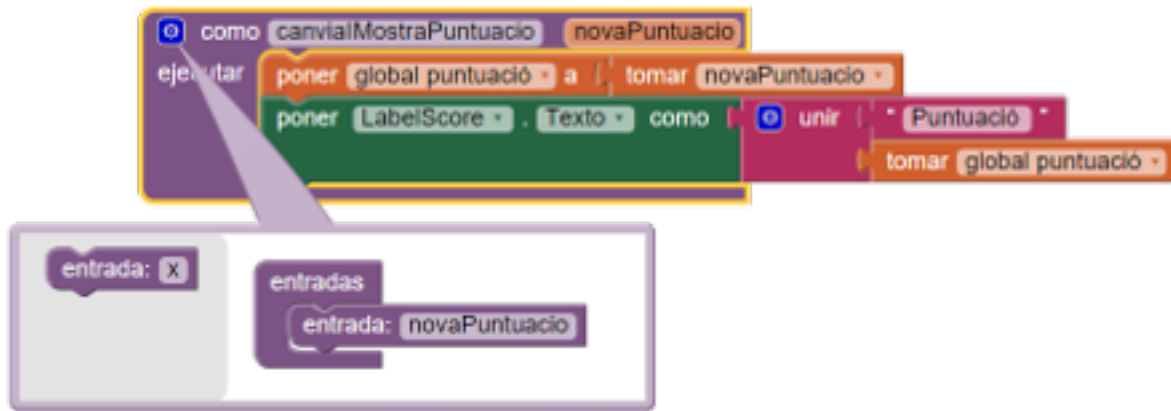 como canvialMostraPuntuacio novaPuntuacio
ejecutar poner global puntuació a tomar novaPuntuacio
poner LabelScore . Texto como unir " Puntuació "
tomar global puntuació
entrada: x
entradas
entrada: novaPuntuacio